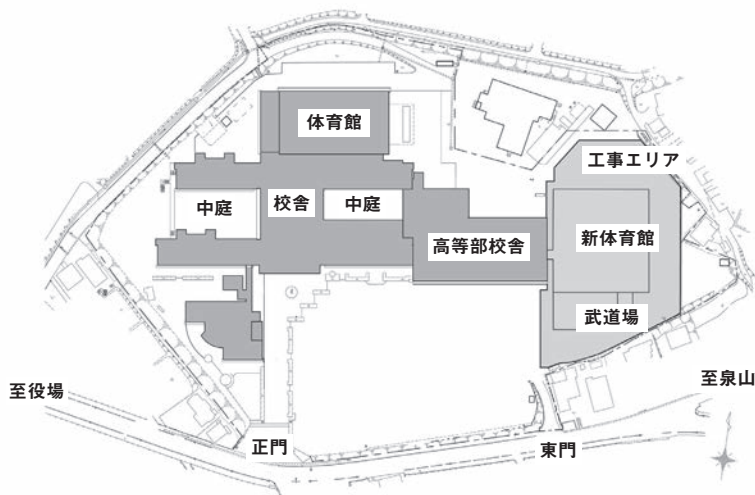 体育館
工事エリア
中庭
校舎
中庭
新体育館
高等部校舎
武道場
至役場
至泉山
正門
東門